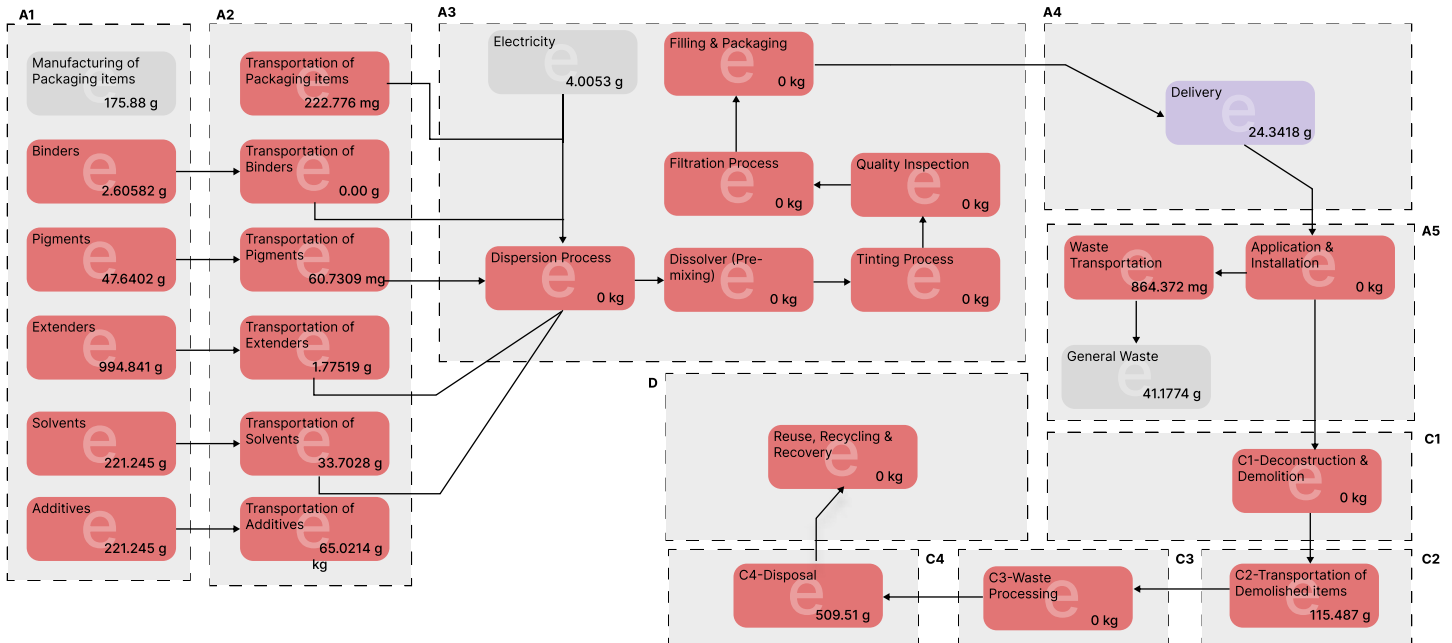 A1
Manufacturing of
Packaging items
175.88 g
Binders
2.60582 g
Pigments
47.6402 g
Extenders
994.841 g
Solvents
221.245 g
Additives
221.245 g
A2
Transportation of
Packaging items
222.776 mg
Transportation of
Binders
0.00 g
Transportation of
Pigments
60.7309 mg
Transportation of
Extenders
1.77519 g
Transportation of
Solvents
33.7028 g
Transportation of
Additives
65.0214 g
kg
A3
Electricity
4.0053 g
Filling & Packaging
0 kg
Filtration Process
0 kg
Quality Inspection
0 kg
Dispersion Process
0 kg
Dissolver (Pre-
mixing)
0 kg
Tinting Process
0 kg
A4
Delivery
24.3418 g
A5
Waste
Transportation
864.372 mg
Application &
Installation
0 kg
General Waste
41.1774 g
C1
C1-Deconstruction &
Demolition
0 kg
C2
C2-Transportation of
Demolished items
115.487 g
C3
C3-Waste
Processing
0 kg
C4
C4-Disposal
509.51 g
D
Reuse, Recycling &
Recovery
0 kg